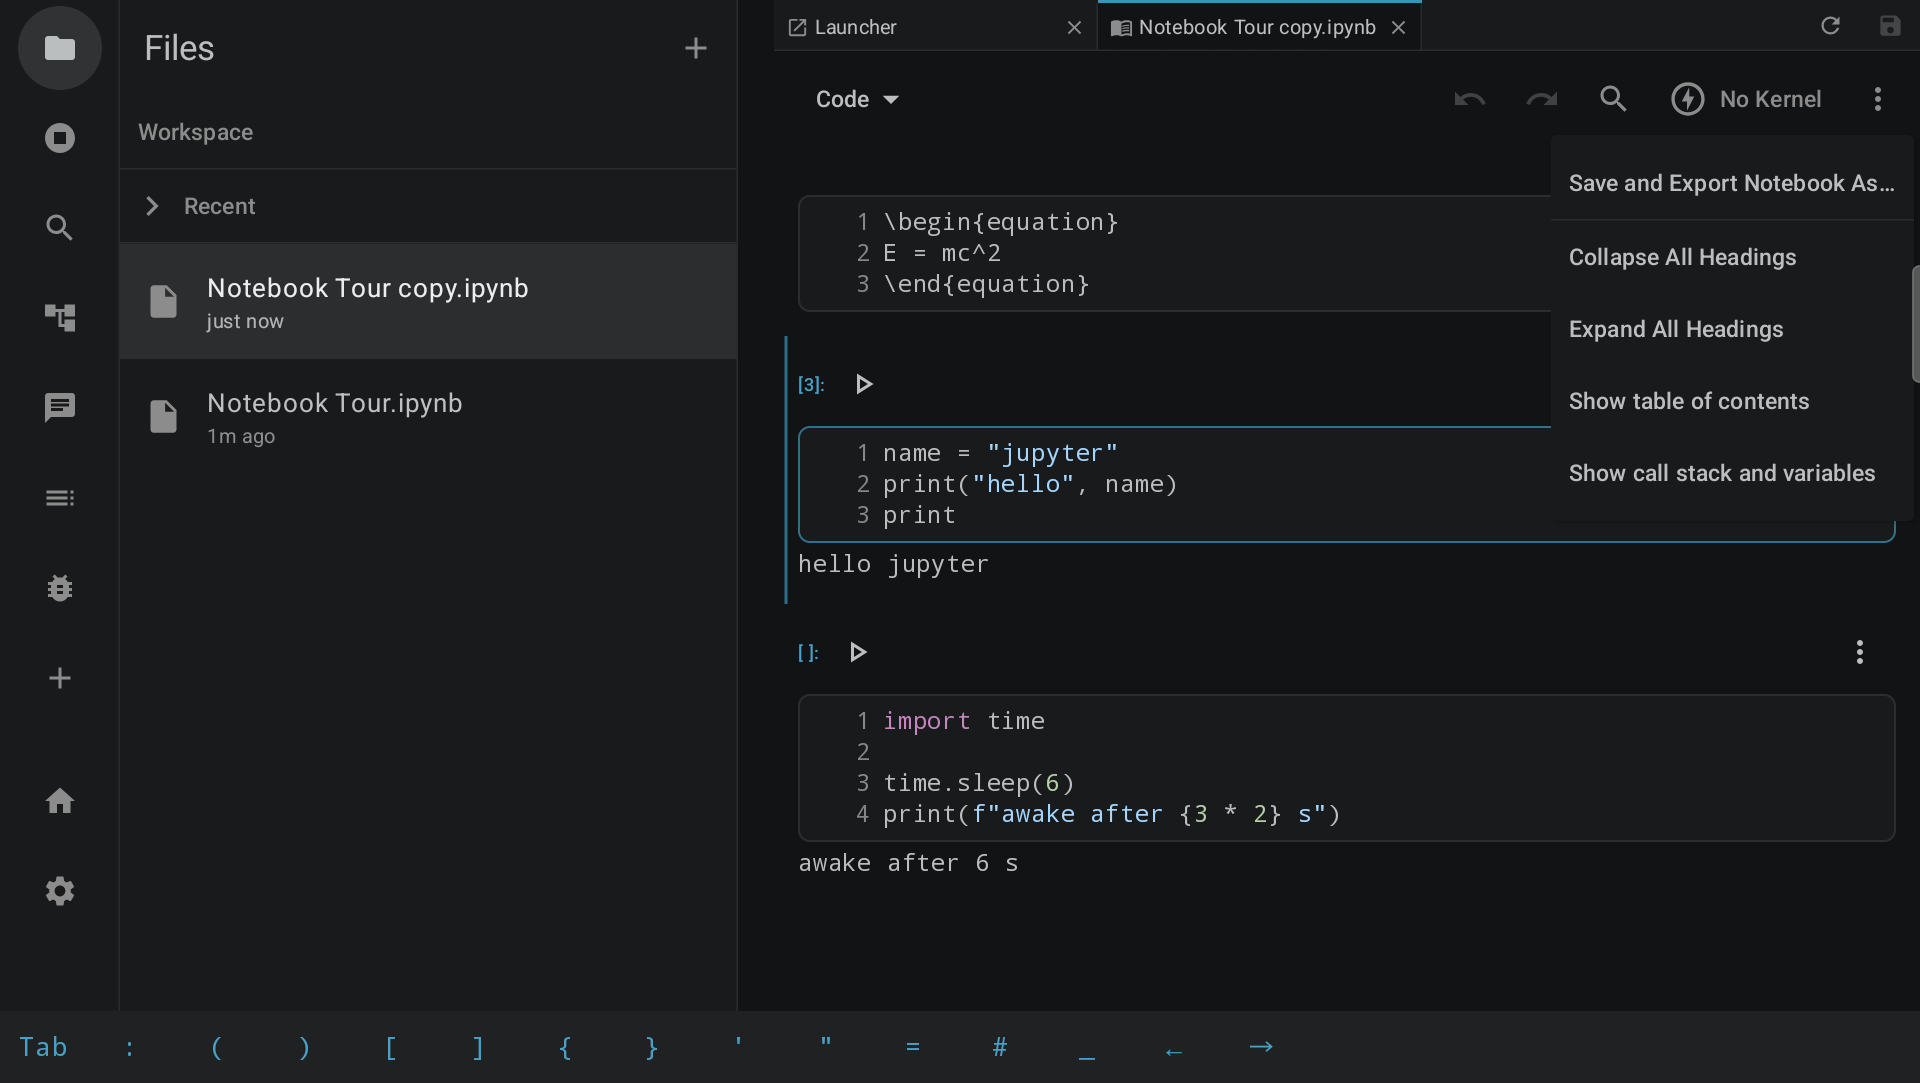 Files
Workspace
Recent
Notebook Tour copy.ipynb
just now
Notebook Tour.ipynb
1m ago
Launcher
Notebook Tour copy.ipynb
Code
No Kernel
Save and Export Notebook As...
Collapse All Headings
Expand All Headings
Show table of contents
Show call stack and variables
1 \begin{equation}
2 E = mc^2
3 \end{equation}
[3]:
1 name = "jupyter"
2 print("hello", name)
3 print
hello jupyter
[ ]:
1 import time
2
3 time.sleep(6)
4 print(f"awake after {3 * 2} s")
awake after 6 s
Tab : ( ) [ ] { } ' " = # _ ← →